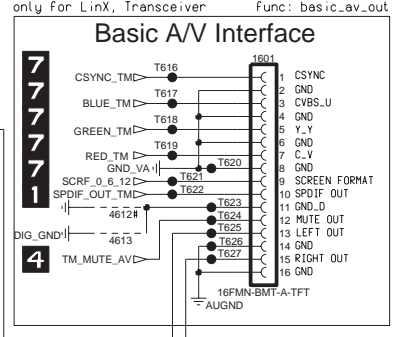 only for LinX, Transceiver func: basic_av_out
Basic A/V Interface
1601
7 CSYNC_TM T616 1 CSYNC
2 GND
7 BLUE_TM T617 3 CVBS_U
4 GND
7 GREEN_TM T618 5 Y_Y
6 GND
7 RED_TM T619 7 C_V
GND_VA T620 8 GND
7 SCRF_0_6_12 T621 9 SCREEN FORMAT
1 SPDIF_OUT_TM T622 10 SPDIF OUT
4612# T623 11 GND_D
T624 12 MUTE OUT
DIG_GND 4613 T625 13 LEFT OUT
T626 14 GND
4 TM_MUTE_AV T627 15 RIGHT OUT
16 GND
16FMN-BMT-A-TFT
AUGND